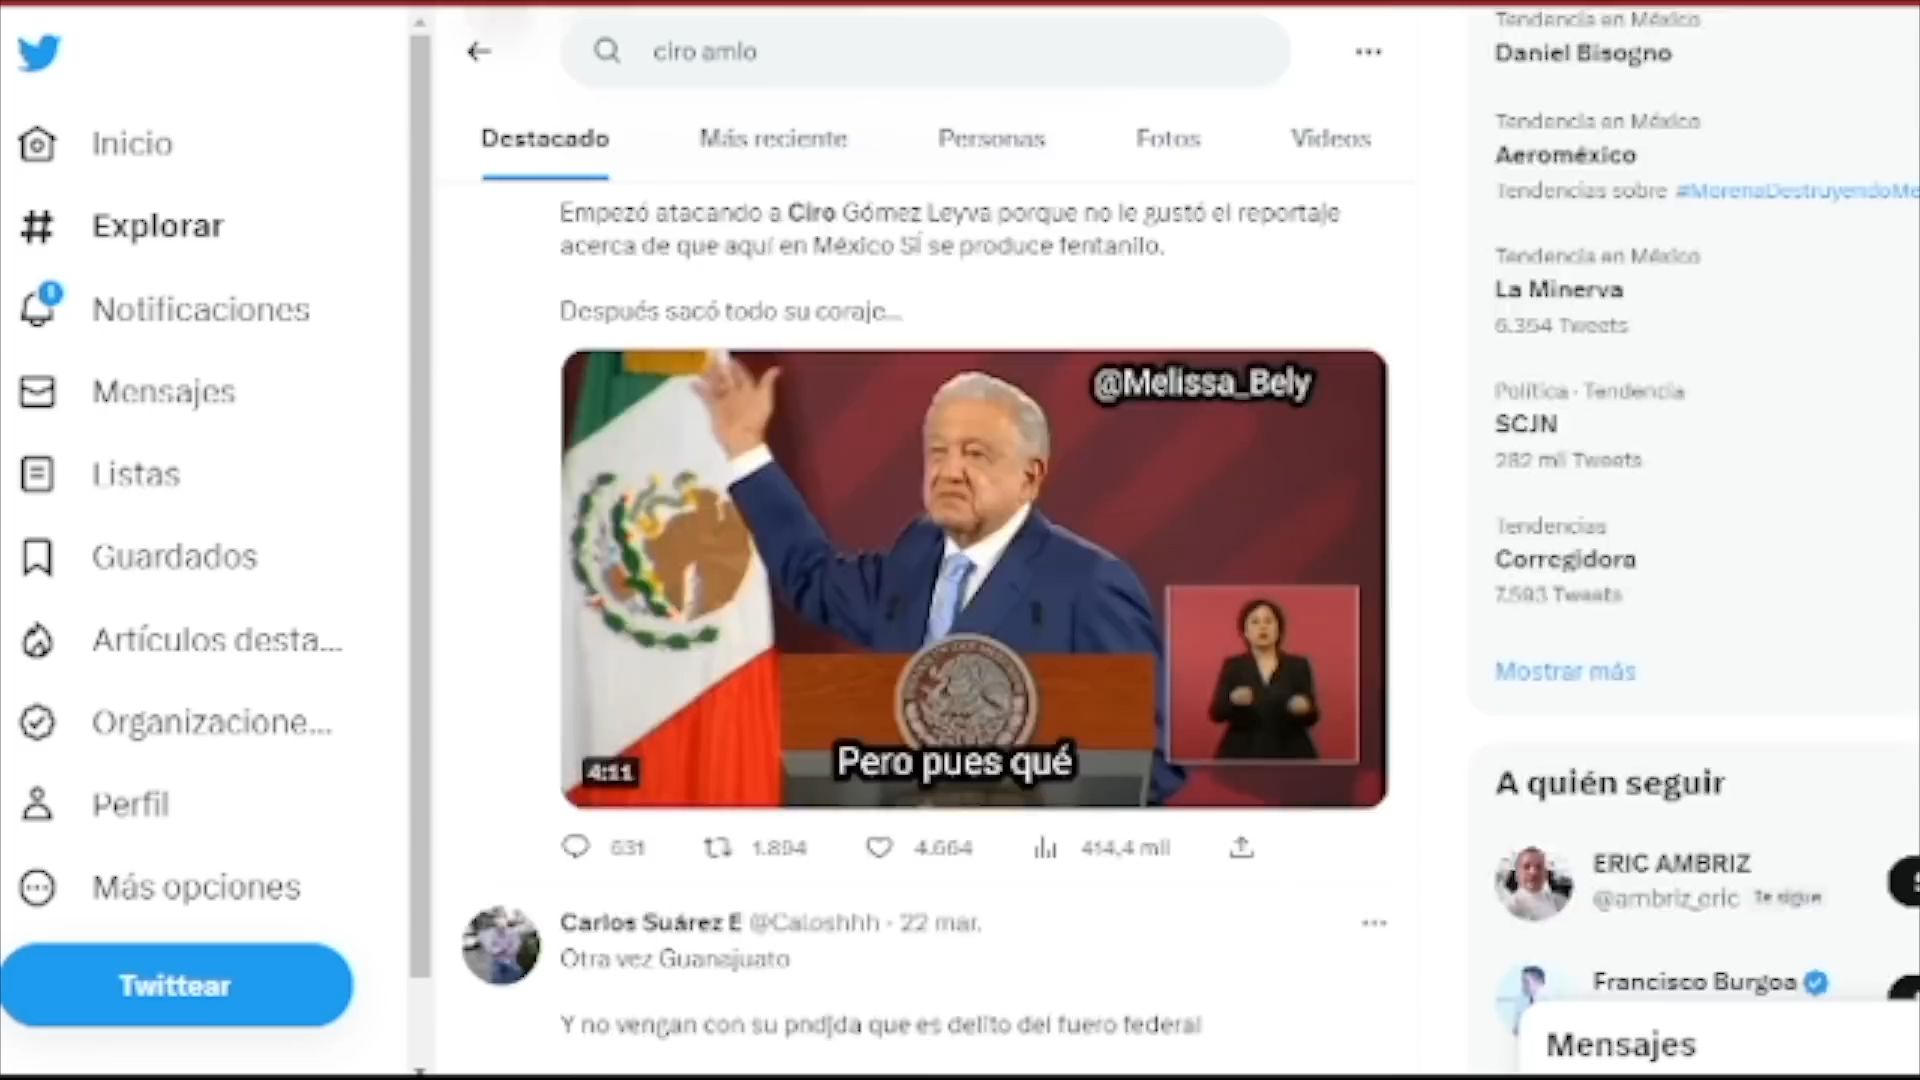 Inicio
Explorar
1
Notificaciones
Mensajes
Listas
Guardados
Artículos desta...
Organizacione...
Perfil
Más opciones
Twittear
ciro amlo
Destacado
Más reciente
Personas
Fotos
Videos
Empezó atacando a Ciro Gómez Leyva porque no le gustó el reportaje
acerca de que aquí en México SÍ se produce fentanilo.
Después sacó todo su coraje...
@Melissa_Bely
Pero pues qué
4:11
631
1.894
4.664
414,4 mil
Carlos Suárez E @Caloshhh · 22 mar.
Otra vez Guanajuato
Y no vengan con su pndjda que es delito del fuero federal
Tendencia en México
Daniel Bisogno
Tendencia en México
Aeroméxico
Tendencias sobre #MorenaDestruyendoMe
Tendencia en México
La Minerva
6.354 Tweets
Política · Tendencia
SCJN
282 mil Tweets
Tendencias
Corregidora
7.593 Tweets
Mostrar más
A quién seguir
ERIC AMBRIZ
@ambriz_eric Te sigue
Francisco Burgoa
Mensajes